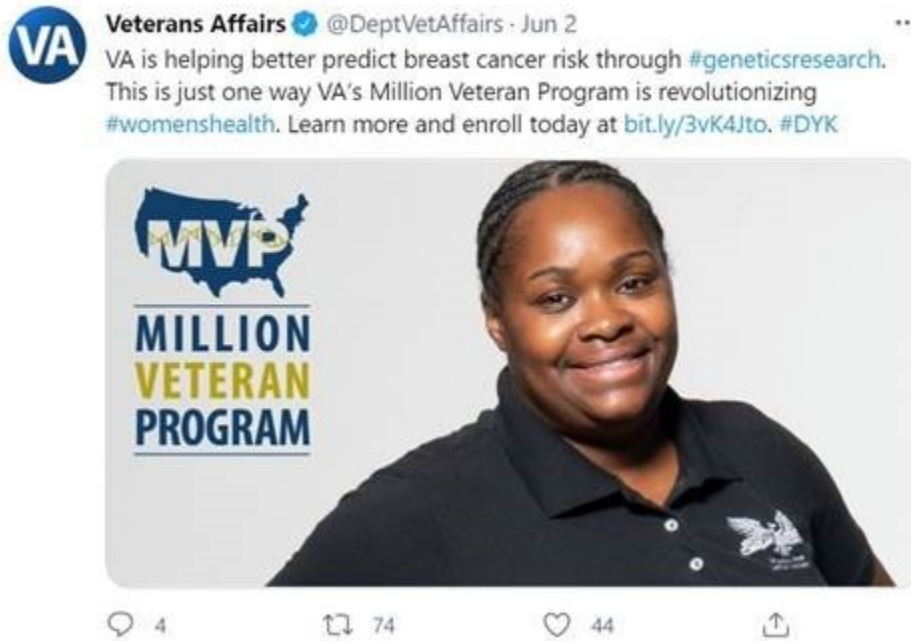 VA
Veterans Affairs @DeptVetAffairs · Jun 2
VA is helping better predict breast cancer risk through #geneticsresearch.
This is just one way VA's Million Veteran Program is revolutionizing
#womenshealth. Learn more and enroll today at bit.ly/3vK4Jto. #DYK
MVP
MILLION
VETERAN
PROGRAM
4 74 44